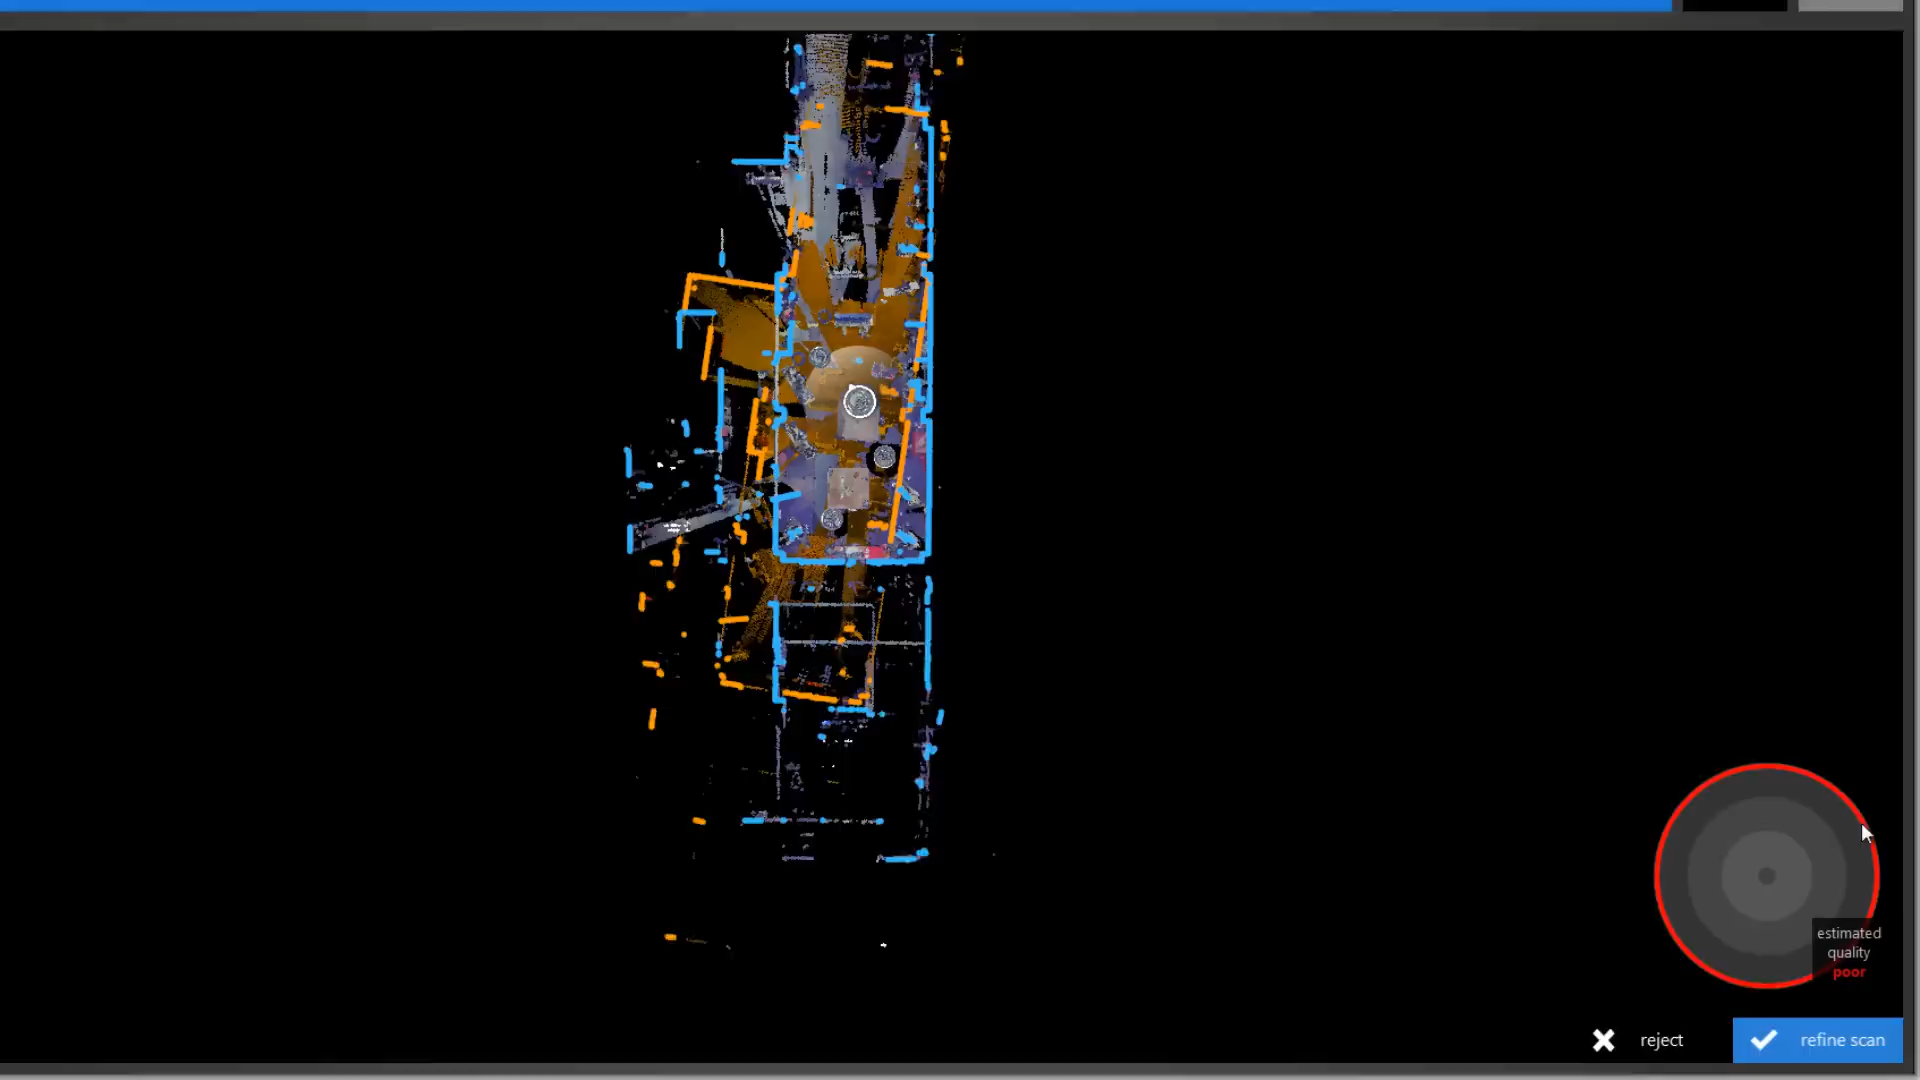 estimated
quality
poor
reject
refine scan